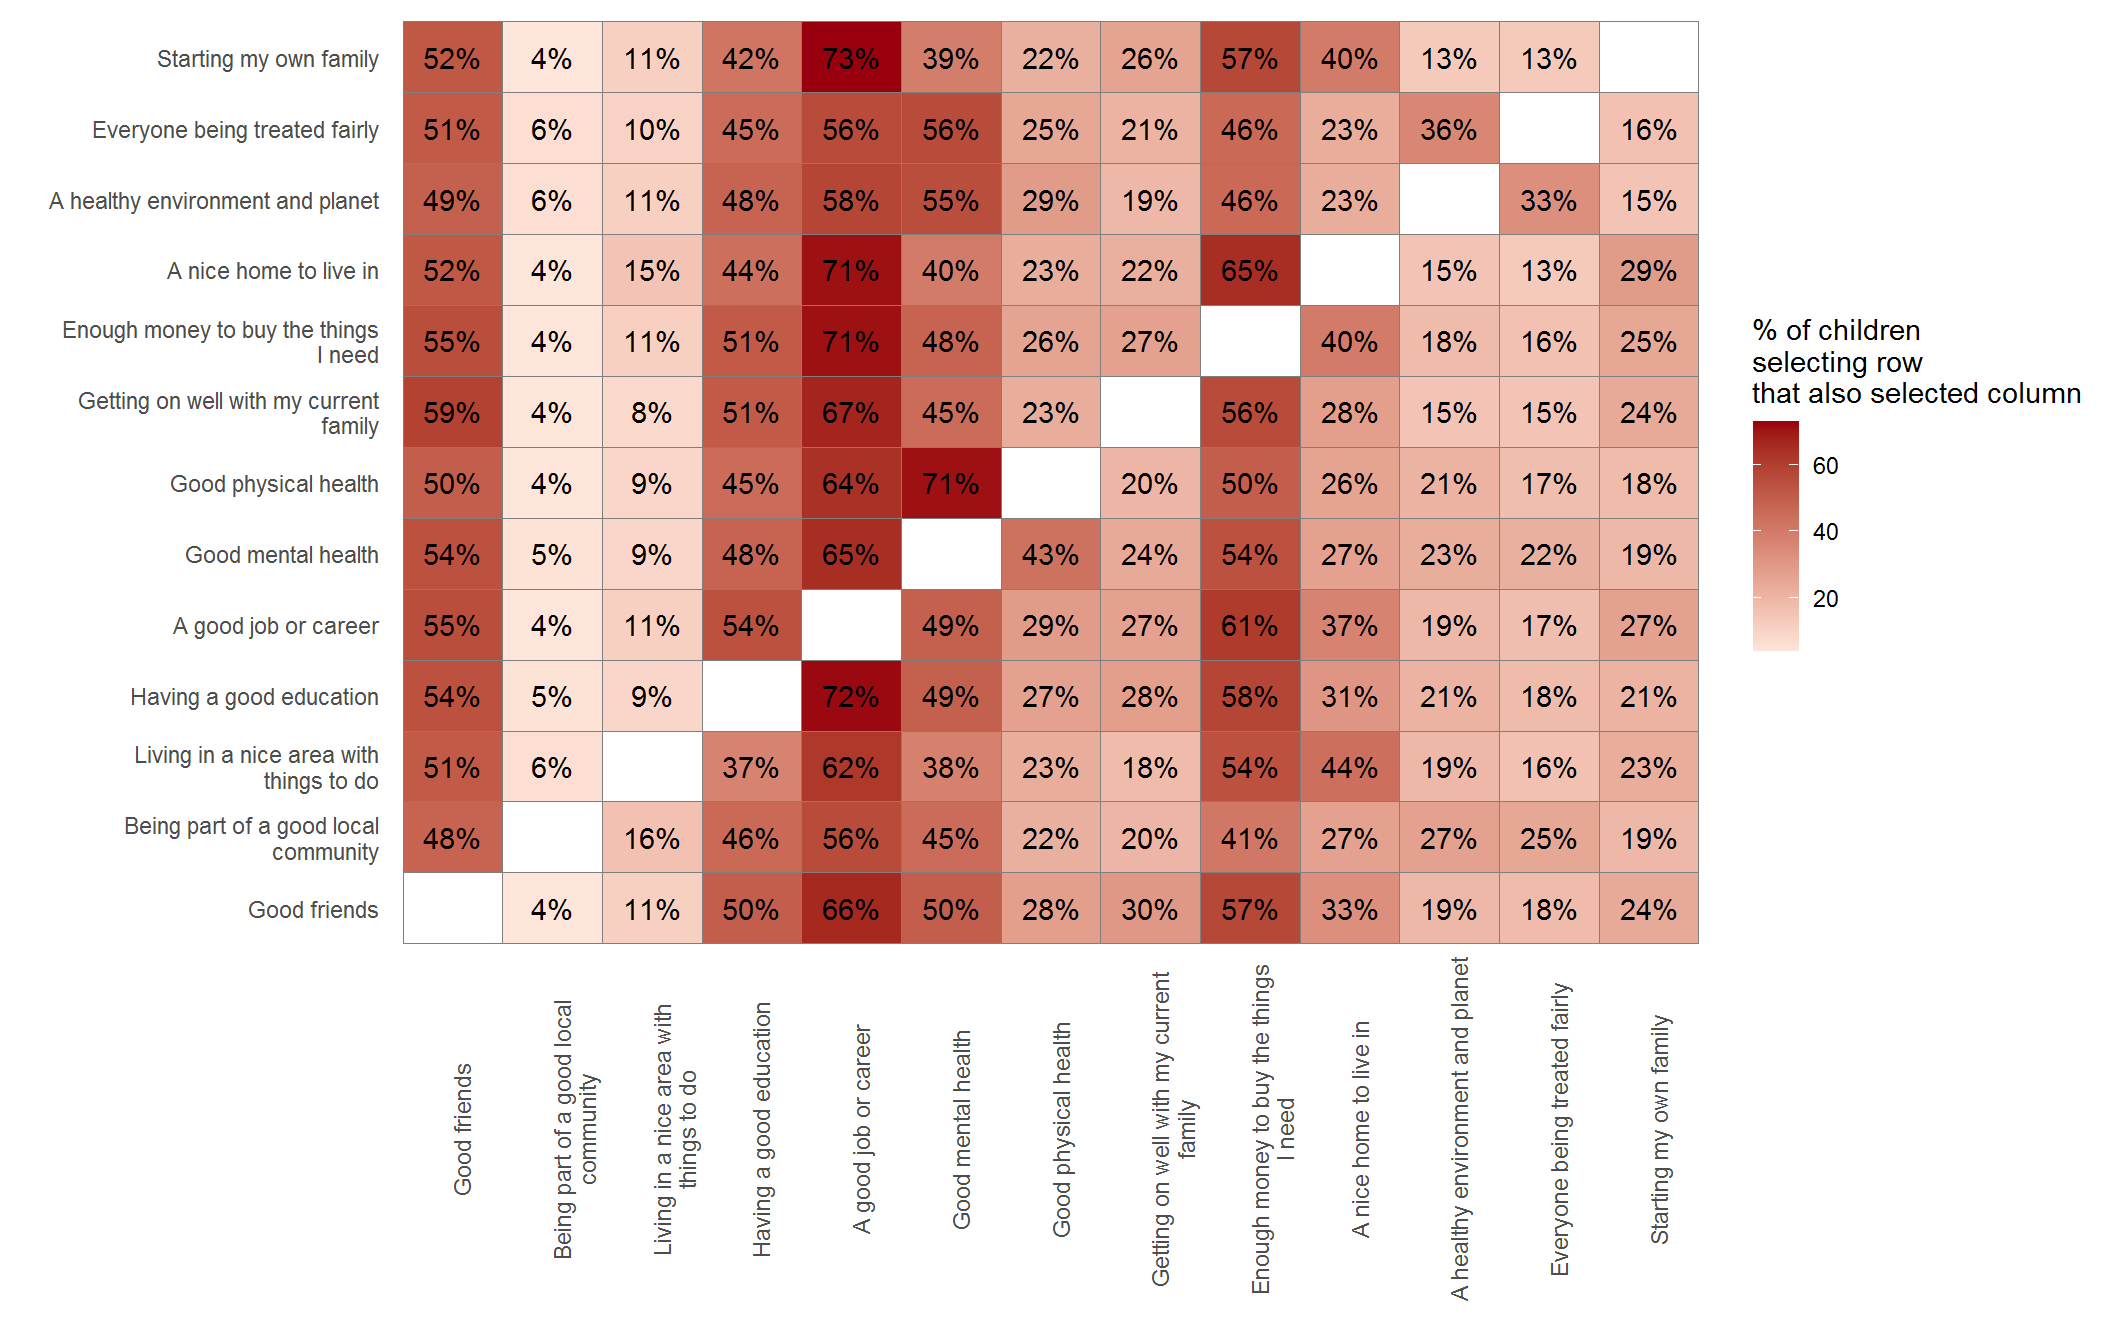 Starting my own family 52% 4% 11% 42% 73% 39% 22% 26% 57% 40% 13% 13%
Everyone being treated fairly 51% 6% 10% 45% 56% 56% 25% 21% 46% 23% 36% 16%
A healthy environment and planet 49% 6% 11% 48% 58% 55% 29% 19% 46% 23% 33% 15%
A nice home to live in 52% 4% 15% 44% 71% 40% 23% 22% 65% 15% 13% 29%
Enough money to buy the things
I need 55% 4% 11% 51% 71% 48% 26% 27% 40% 18% 16% 25%
Getting on well with my current
family 59% 4% 8% 51% 67% 45% 23% 56% 28% 15% 15% 24%
Good physical health 50% 4% 9% 45% 64% 71% 20% 50% 26% 21% 17% 18%
Good mental health 54% 5% 9% 48% 65% 43% 24% 54% 27% 23% 22% 19%
A good job or career 55% 4% 11% 54% 49% 29% 27% 61% 37% 19% 17% 27%
Having a good education 54% 5% 9% 72% 49% 27% 28% 58% 31% 21% 18% 21%
Living in a nice area with
things to do 51% 6% 37% 62% 38% 23% 18% 54% 44% 19% 16% 23%
Being part of a good local
community 48% 16% 46% 56% 45% 22% 20% 41% 27% 27% 25% 19%
Good friends 4% 11% 50% 66% 50% 28% 30% 57% 33% 19% 18% 24%
Good friends
Being part of a good local
community
Living in a nice area with
things to do
Having a good education
A good job or career
Good mental health
Good physical health
Getting on well with my current
family
Enough money to buy the things
I need
A nice home to live in
A healthy environment and planet
Everyone being treated fairly
Starting my own family
% of children
selecting row
that also selected column
60
40
20